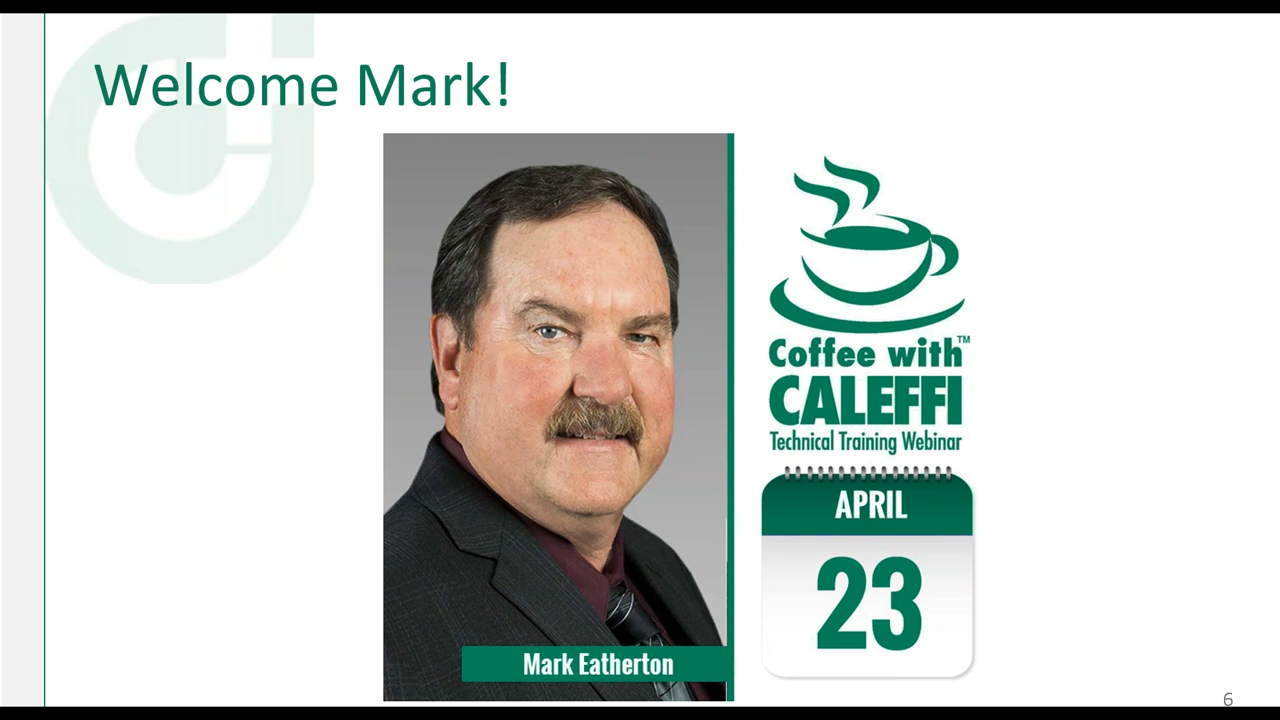 Welcome Mark!
Coffee with™
CALEFFI
Technical Training Webinar
APRIL
23
Mark Eatherton
6